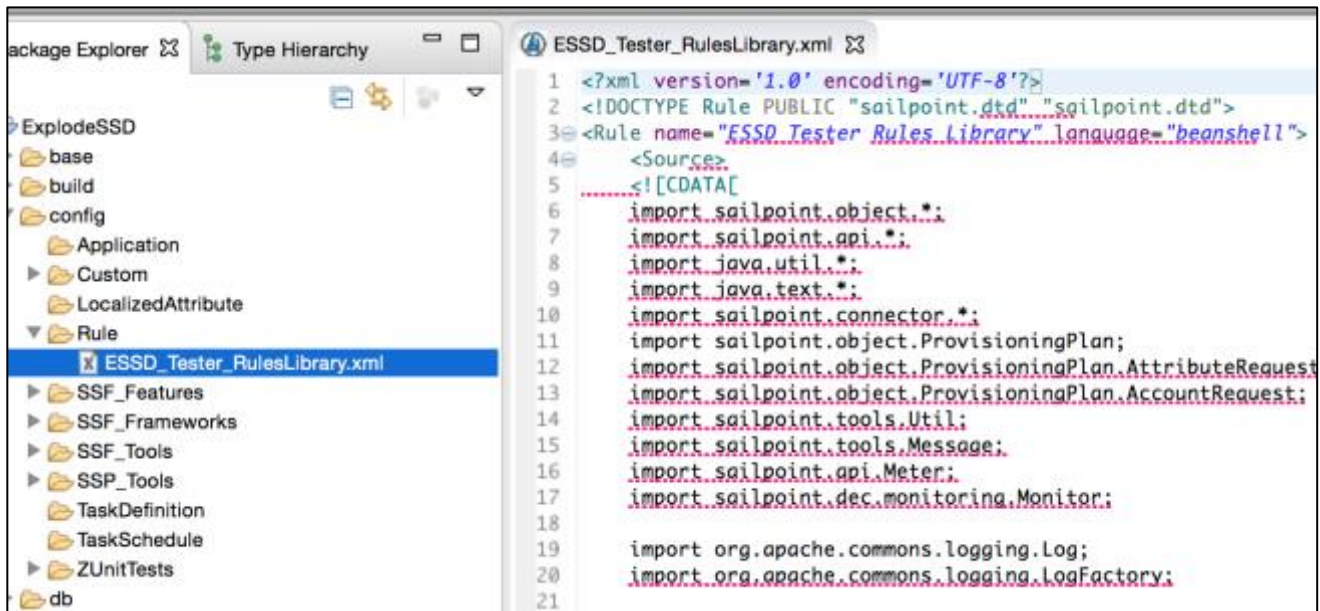 ackage Explorer
Type Hierarchy
ExplodeSSD
base
build
config
Application
Custom
LocalizedAttribute
Rule
ESSD_Tester_RulesLibrary.xml
SSF_Features
SSF_Frameworks
SSF_Tools
SSP_Tools
TaskDefinition
TaskSchedule
ZUnitTests
db
ESSD_Tester_RulesLibrary.xml
1 <?xml version='1.0' encoding='UTF-8'?>
2 <!DOCTYPE Rule PUBLIC "sailpoint.dtd" "sailpoint.dtd">
3 <Rule name="ESSD Tester Rules Library" language="beanshell">
4 <Source>
5 <![CDATA[
6 import sailpoint.object.*;
7 import sailpoint.api.*;
8 import java.util.*;
9 import java.text.*;
10 import sailpoint.connector.*;
11 import sailpoint.object.ProvisioningPlan;
12 import sailpoint.object.ProvisioningPlan.AttributeRequest
13 import sailpoint.object.ProvisioningPlan.AccountRequest;
14 import sailpoint.tools.Util;
15 import sailpoint.tools.Message;
16 import sailpoint.api.Meter;
17 import sailpoint.dec.monitoring.Monitor;
18
19 import org.apache.commons.logging.Log;
20 import org.apache.commons.logging.LogFactory;
21